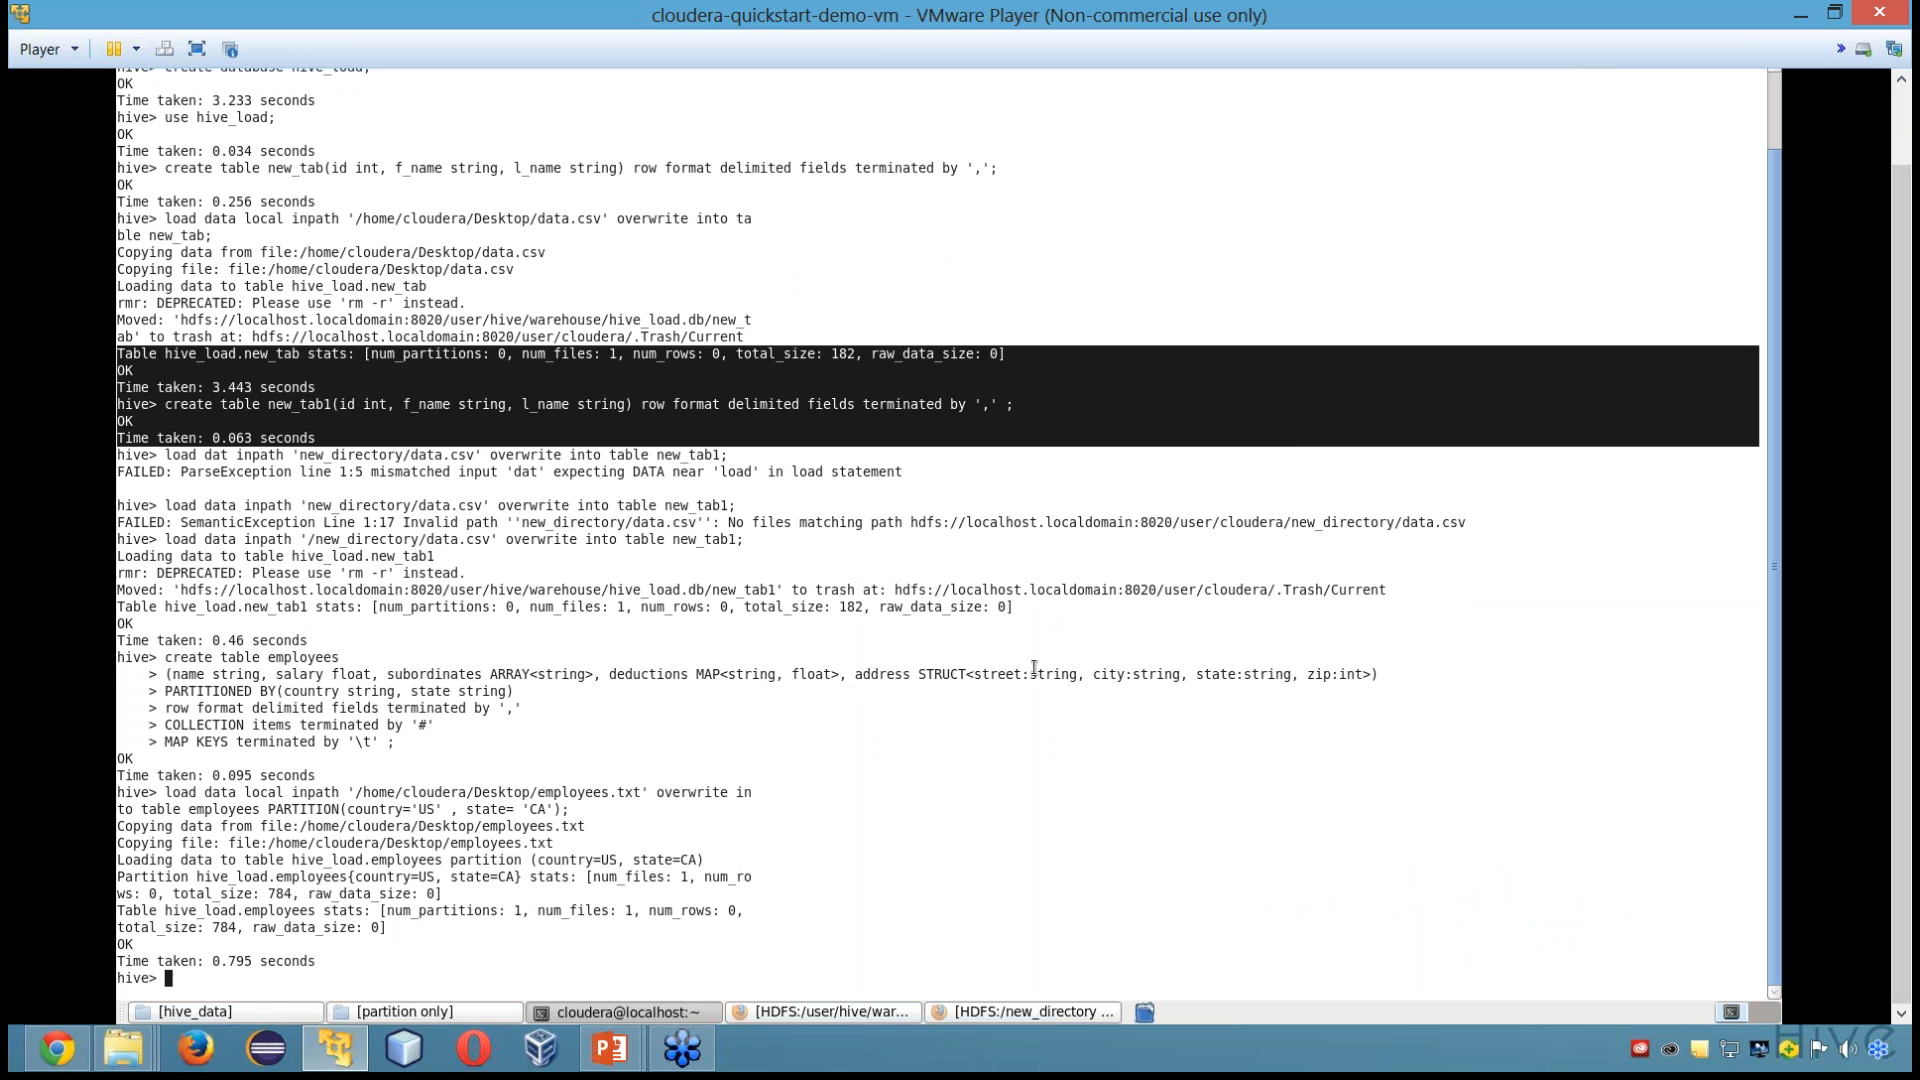 cloudera-quickstart-demo-vm - VMware Player (Non-commercial use only)
Player
hive> create database hive_load;
OK
Time taken: 3.233 seconds
hive> use hive_load;
OK
Time taken: 0.034 seconds
hive> create table new_tab(id int, f_name string, l_name string) row format delimited fields terminated by ',';
OK
Time taken: 0.256 seconds
hive> load data local inpath '/home/cloudera/Desktop/data.csv' overwrite into ta
ble new_tab;
Copying data from file:/home/cloudera/Desktop/data.csv
Copying file: file:/home/cloudera/Desktop/data.csv
Loading data to table hive_load.new_tab
rmr: DEPRECATED: Please use 'rm -r' instead.
Moved: 'hdfs://localhost.localdomain:8020/user/hive/warehouse/hive_load.db/new_t
ab' to trash at: hdfs://localhost.localdomain:8020/user/cloudera/.Trash/Current
Table hive_load.new_tab stats: [num_partitions: 0, num_files: 1, num_rows: 0, total_size: 182, raw_data_size: 0]
OK
Time taken: 3.443 seconds
hive> create table new_tab1(id int, f_name string, l_name string) row format delimited fields terminated by ',' ;
OK
Time taken: 0.063 seconds
hive> load dat inpath 'new_directory/data.csv' overwrite into table new_tab1;
FAILED: ParseException line 1:5 mismatched input 'dat' expecting DATA near 'load' in load statement
hive> load data inpath 'new_directory/data.csv' overwrite into table new_tab1;
FAILED: SemanticException Line 1:17 Invalid path ''new_directory/data.csv'': No files matching path hdfs://localhost.localdomain:8020/user/cloudera/new_directory/data.csv
hive> load data inpath '/new_directory/data.csv' overwrite into table new_tab1;
Loading data to table hive_load.new_tab1
rmr: DEPRECATED: Please use 'rm -r' instead.
Moved: 'hdfs://localhost.localdomain:8020/user/hive/warehouse/hive_load.db/new_tab1' to trash at: hdfs://localhost.localdomain:8020/user/cloudera/.Trash/Current
Table hive_load.new_tab1 stats: [num_partitions: 0, num_files: 1, num_rows: 0, total_size: 182, raw_data_size: 0]
OK
Time taken: 0.46 seconds
hive> create table employees
> (name string, salary float, subordinates ARRAY<string>, deductions MAP<string, float>, address STRUCT<street:string, city:string, state:string, zip:int>)
> PARTITIONED BY(country string, state string)
> row format delimited fields terminated by ','
> COLLECTION items terminated by '#'
> MAP KEYS terminated by '\t' ;
OK
Time taken: 0.095 seconds
hive> load data local inpath '/home/cloudera/Desktop/employees.txt' overwrite in
to table employees PARTITION(country='US' , state= 'CA');
Copying data from file:/home/cloudera/Desktop/employees.txt
Copying file: file:/home/cloudera/Desktop/employees.txt
Loading data to table hive_load.employees partition (country=US, state=CA)
Partition hive_load.employees{country=US, state=CA} stats: [num_files: 1, num_ro
ws: 0, total_size: 784, raw_data_size: 0]
Table hive_load.employees stats: [num_partitions: 1, num_files: 1, num_rows: 0,
total_size: 784, raw_data_size: 0]
OK
Time taken: 0.795 seconds
hive>
[hive_data] [partition only] cloudera@localhost:~ [HDFS:/user/hive/war... [HDFS:/new_directory ...
Hive